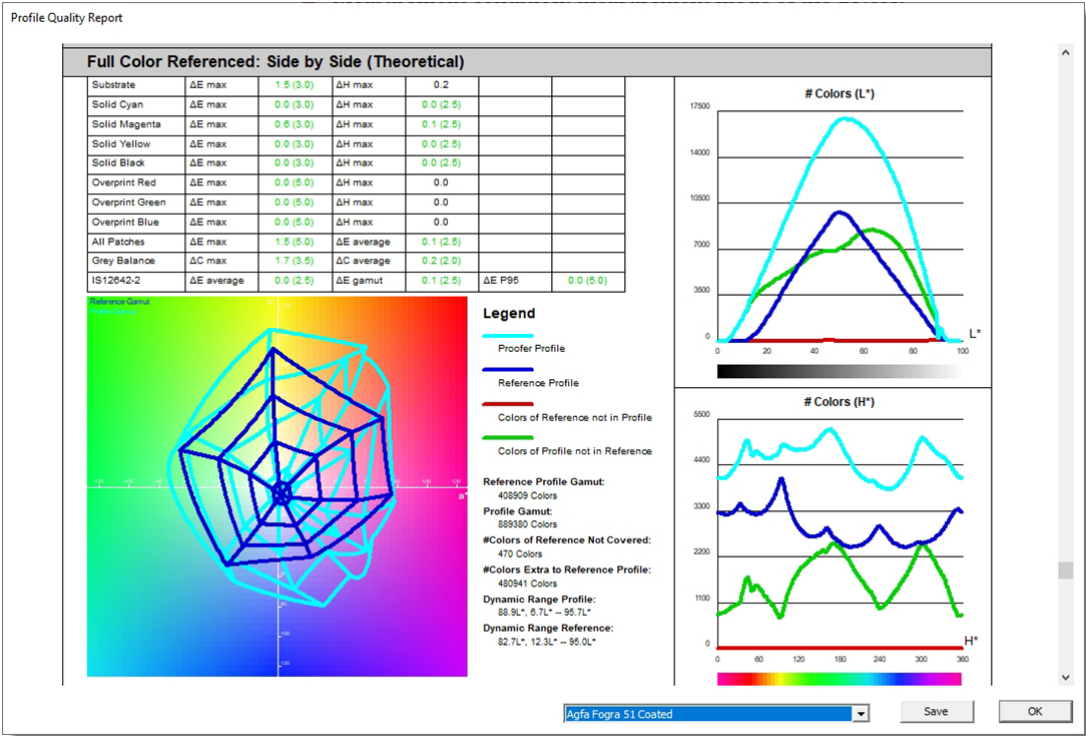 Profile Quality Report
Full Color Referenced: Side by Side (Theoretical)
Substrate ΔE max 1.5 (3.0) ΔH max 0.2
Solid Cyan ΔE max 0.0 (3.0) ΔH max 0.0 (2.5)
Solid Magenta ΔE max 0.6 (3.0) ΔH max 0.1 (2.5)
Solid Yellow ΔE max 0.0 (3.0) ΔH max 0.0 (2.5)
Solid Black ΔE max 0.0 (3.0) ΔH max 0.0 (2.5)
Overprint Red ΔE max 0.0 (5.0) ΔH max 0.0
Overprint Green ΔE max 0.0 (5.0) ΔH max 0.0
Overprint Blue ΔE max 0.0 (5.0) ΔH max 0.0
All Patches ΔE max 1.5 (5.0) ΔE average 0.1 (2.5)
Grey Balance ΔC max 1.7 (3.5) ΔC average 0.2 (2.0)
IS12642-2 ΔE average 0.0 (2.5) ΔE gamut 0.1 (2.5) ΔE P95 0.0 (5.0)
Reference Gamut
a*
Legend
Proofer Profile
Reference Profile
Colors of Reference not in Profile
Colors of Profile not in Reference
Reference Profile Gamut:
408909 Colors
Profile Gamut:
889380 Colors
#Colors of Reference Not Covered:
470 Colors
#Colors Extra to Reference Profile:
480941 Colors
Dynamic Range Profile:
88.9L*, 6.7L* -- 95.7L*
Dynamic Range Reference:
82.7L*, 12.3L* -- 95.0L*
# Colors (L*)
17500
14000
10500
7000
3500
0
L*
0 20 40 60 80 100
# Colors (H*)
5500
4400
3300
2200
1100
0
H*
0 60 120 180 240 300 360
Agfa Fogra 51 Coated
Save
OK